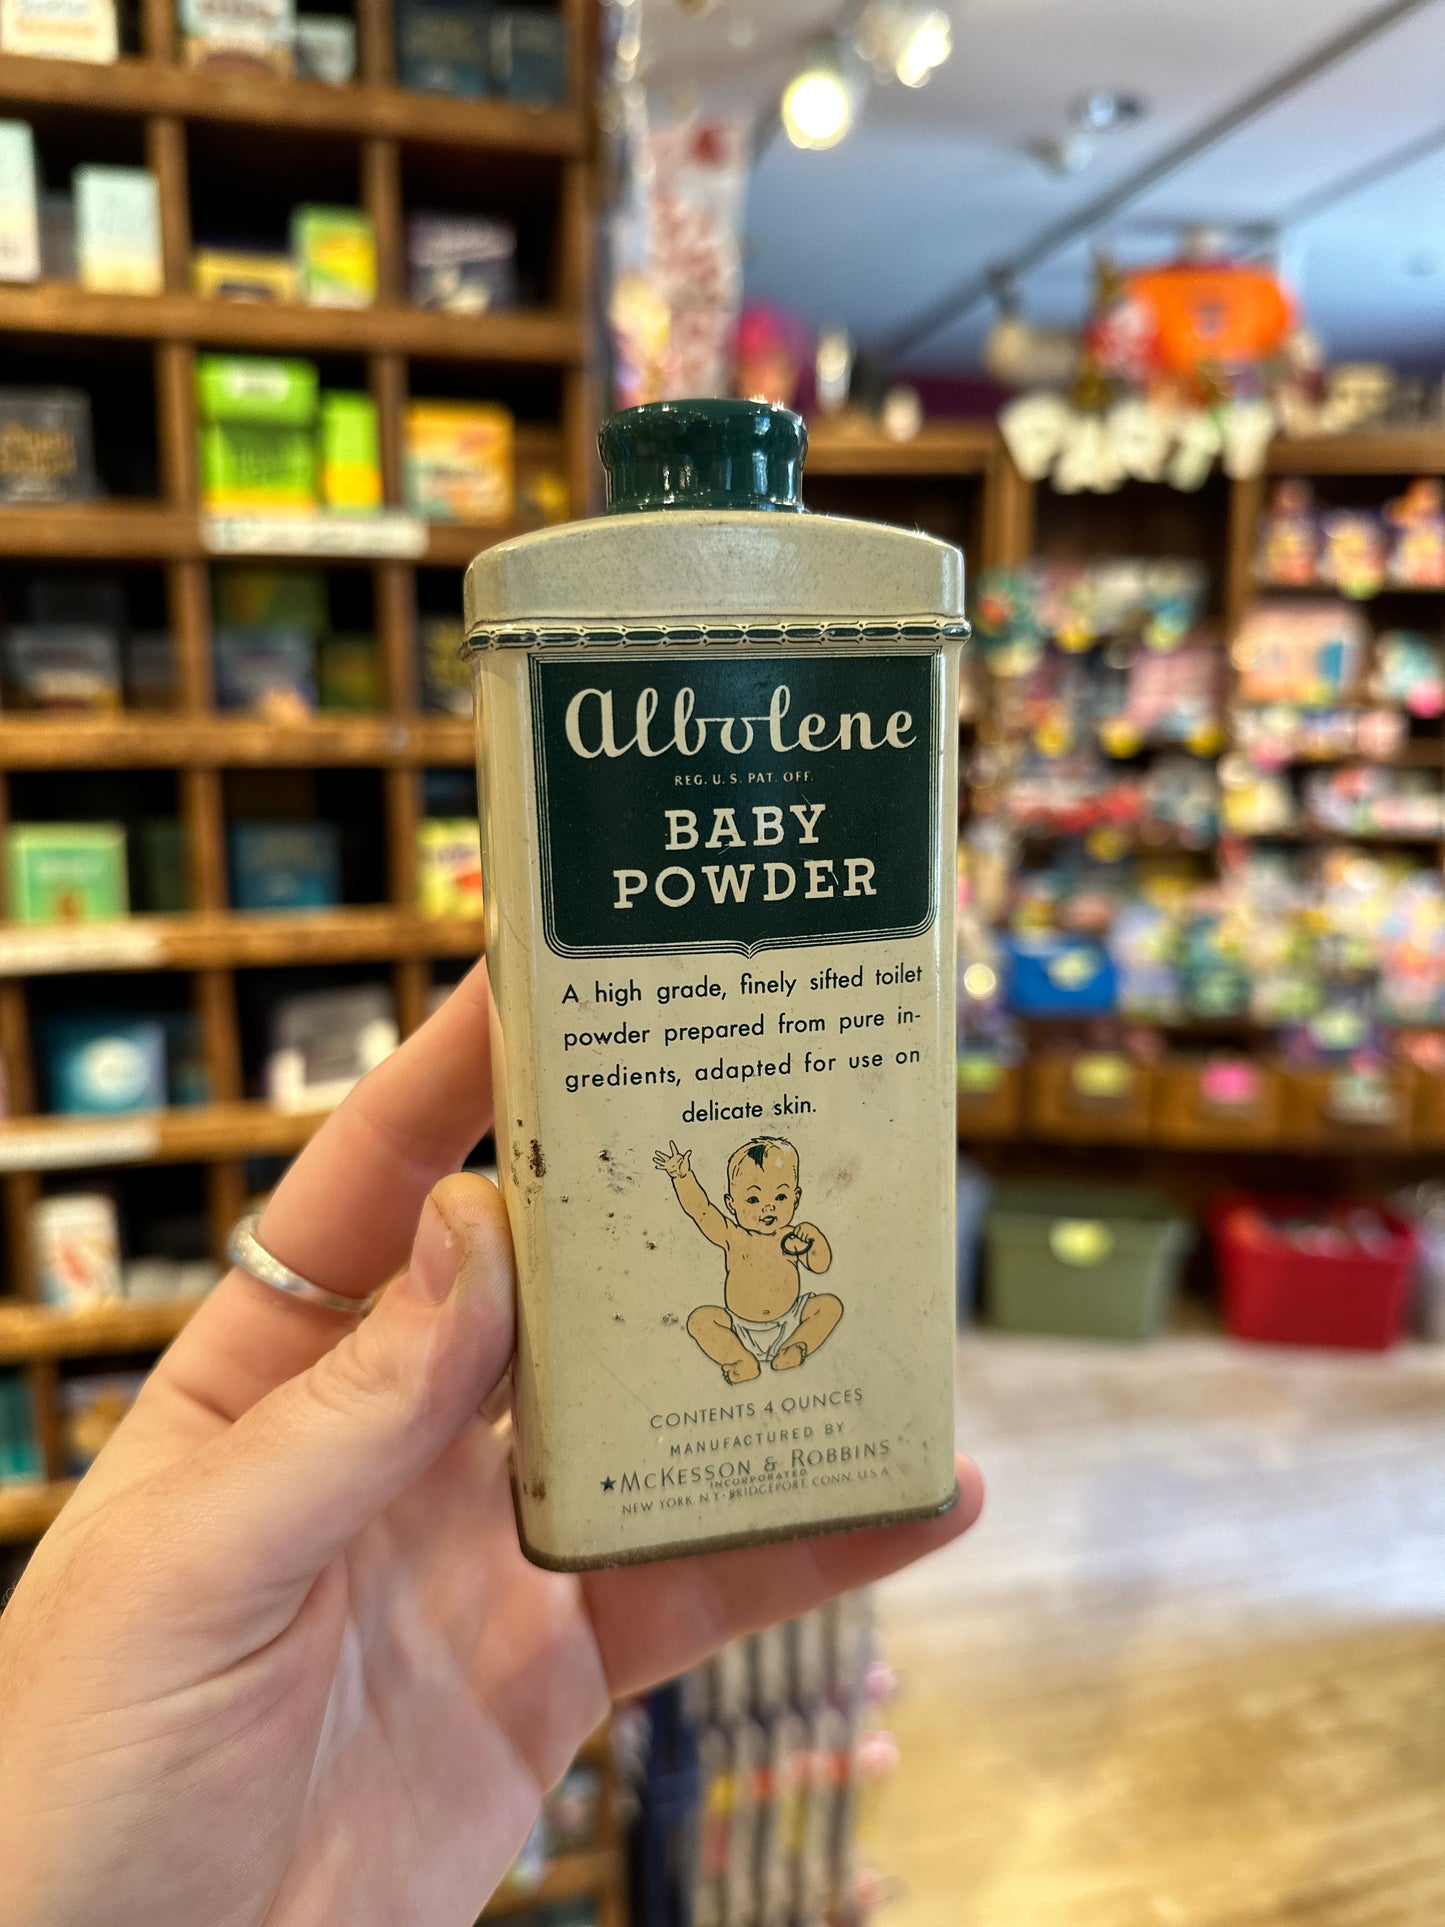 Albolene
REG. U. S. PAT. OFF.
BABY
POWDER
A high grade, finely sifted toilet
powder prepared from pure in-
gredients, adapted for use on
delicate skin.
CONTENTS 4 OUNCES
MANUFACTURED BY
★MCKESSON & ROBBINS
INCORPORATED
NEW YORK, N.Y.-BRIDGEPORT, CONN. U.S.A
PARTY